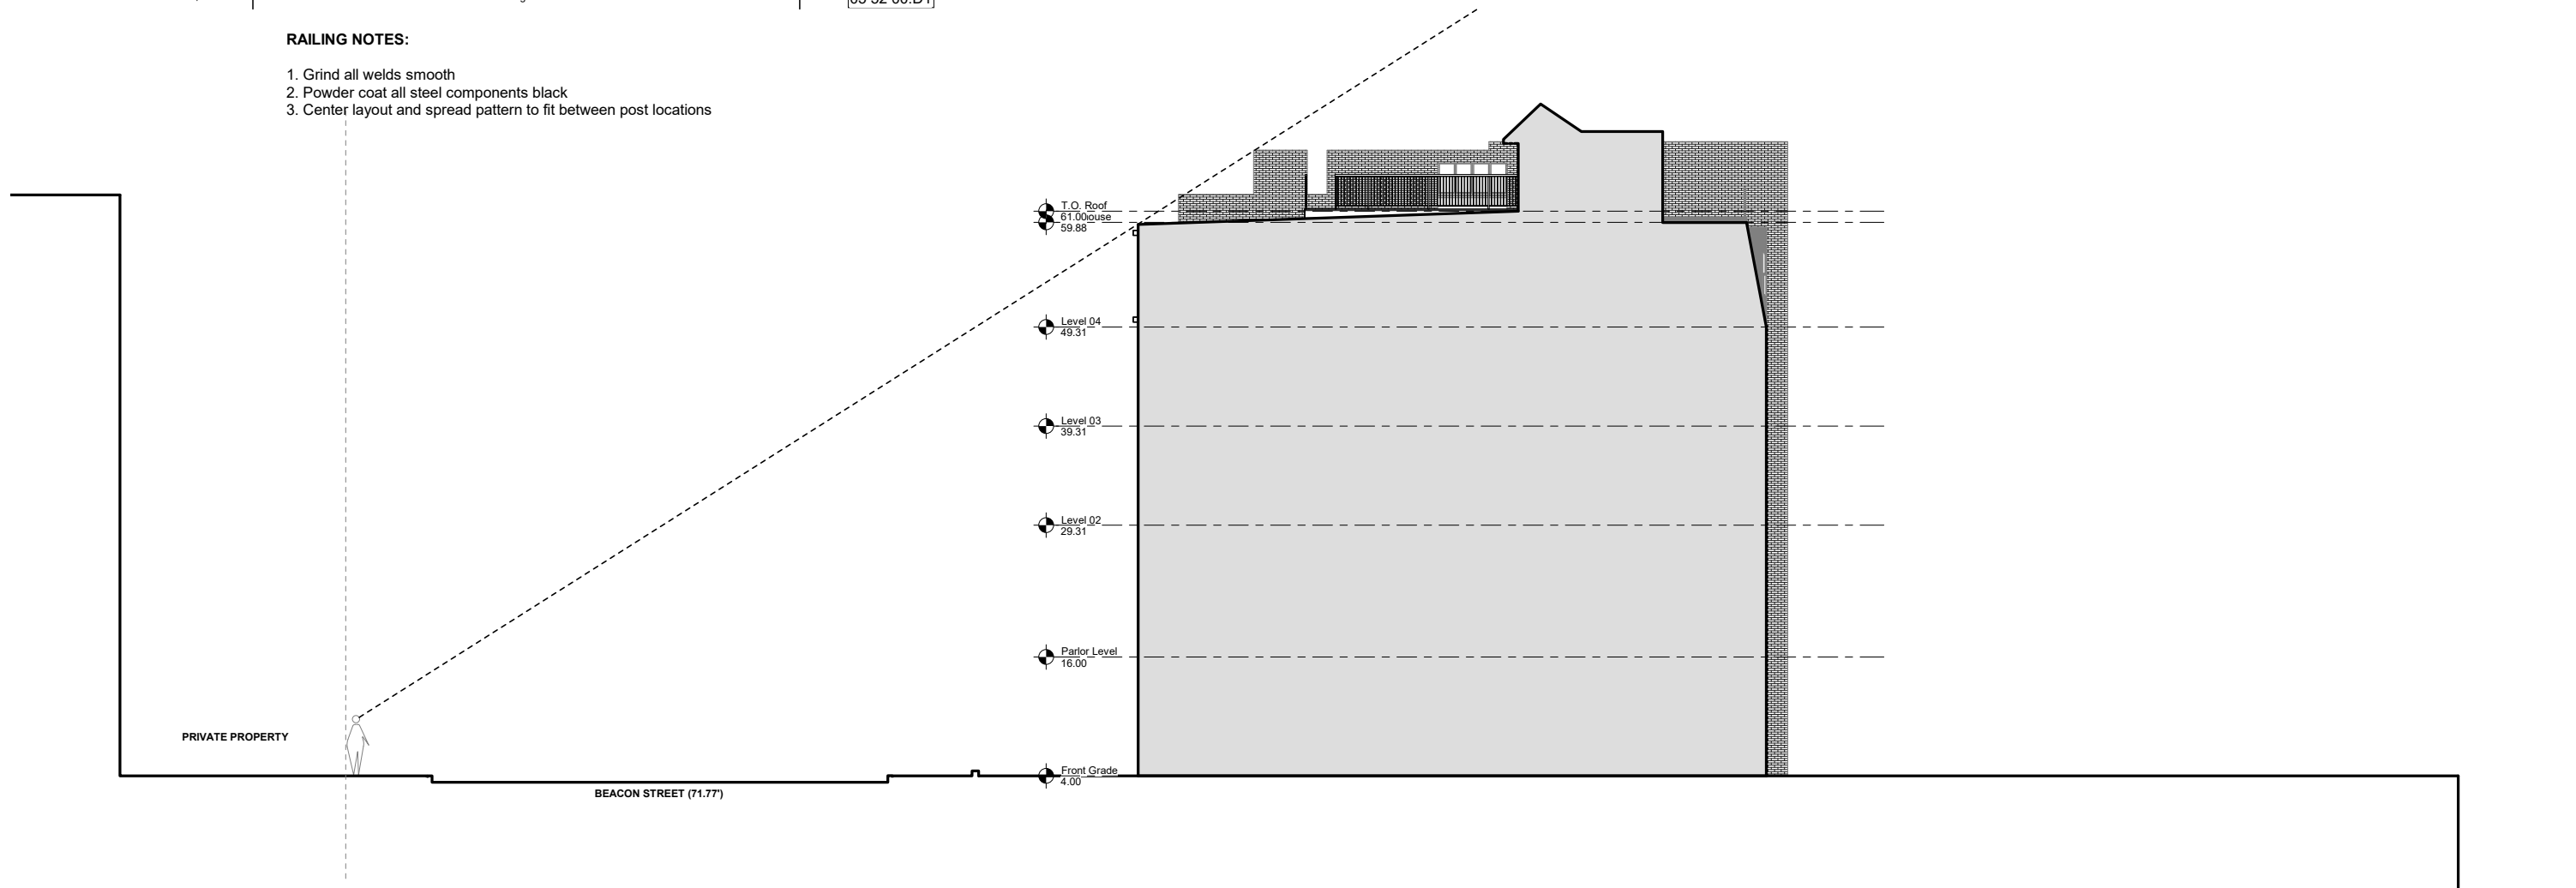 RAILING NOTES:
1. Grind all welds smooth
2. Powder coat all steel components black
3. Center layout and spread pattern to fit between post locations
T.O. Roof
61.00
59.88
Level 04
49.31
Level 03
39.31
Level 02
29.31
Parlor Level
16.00
PRIVATE PROPERTY
Front Grade
4.00
BEACON STREET (71.77')